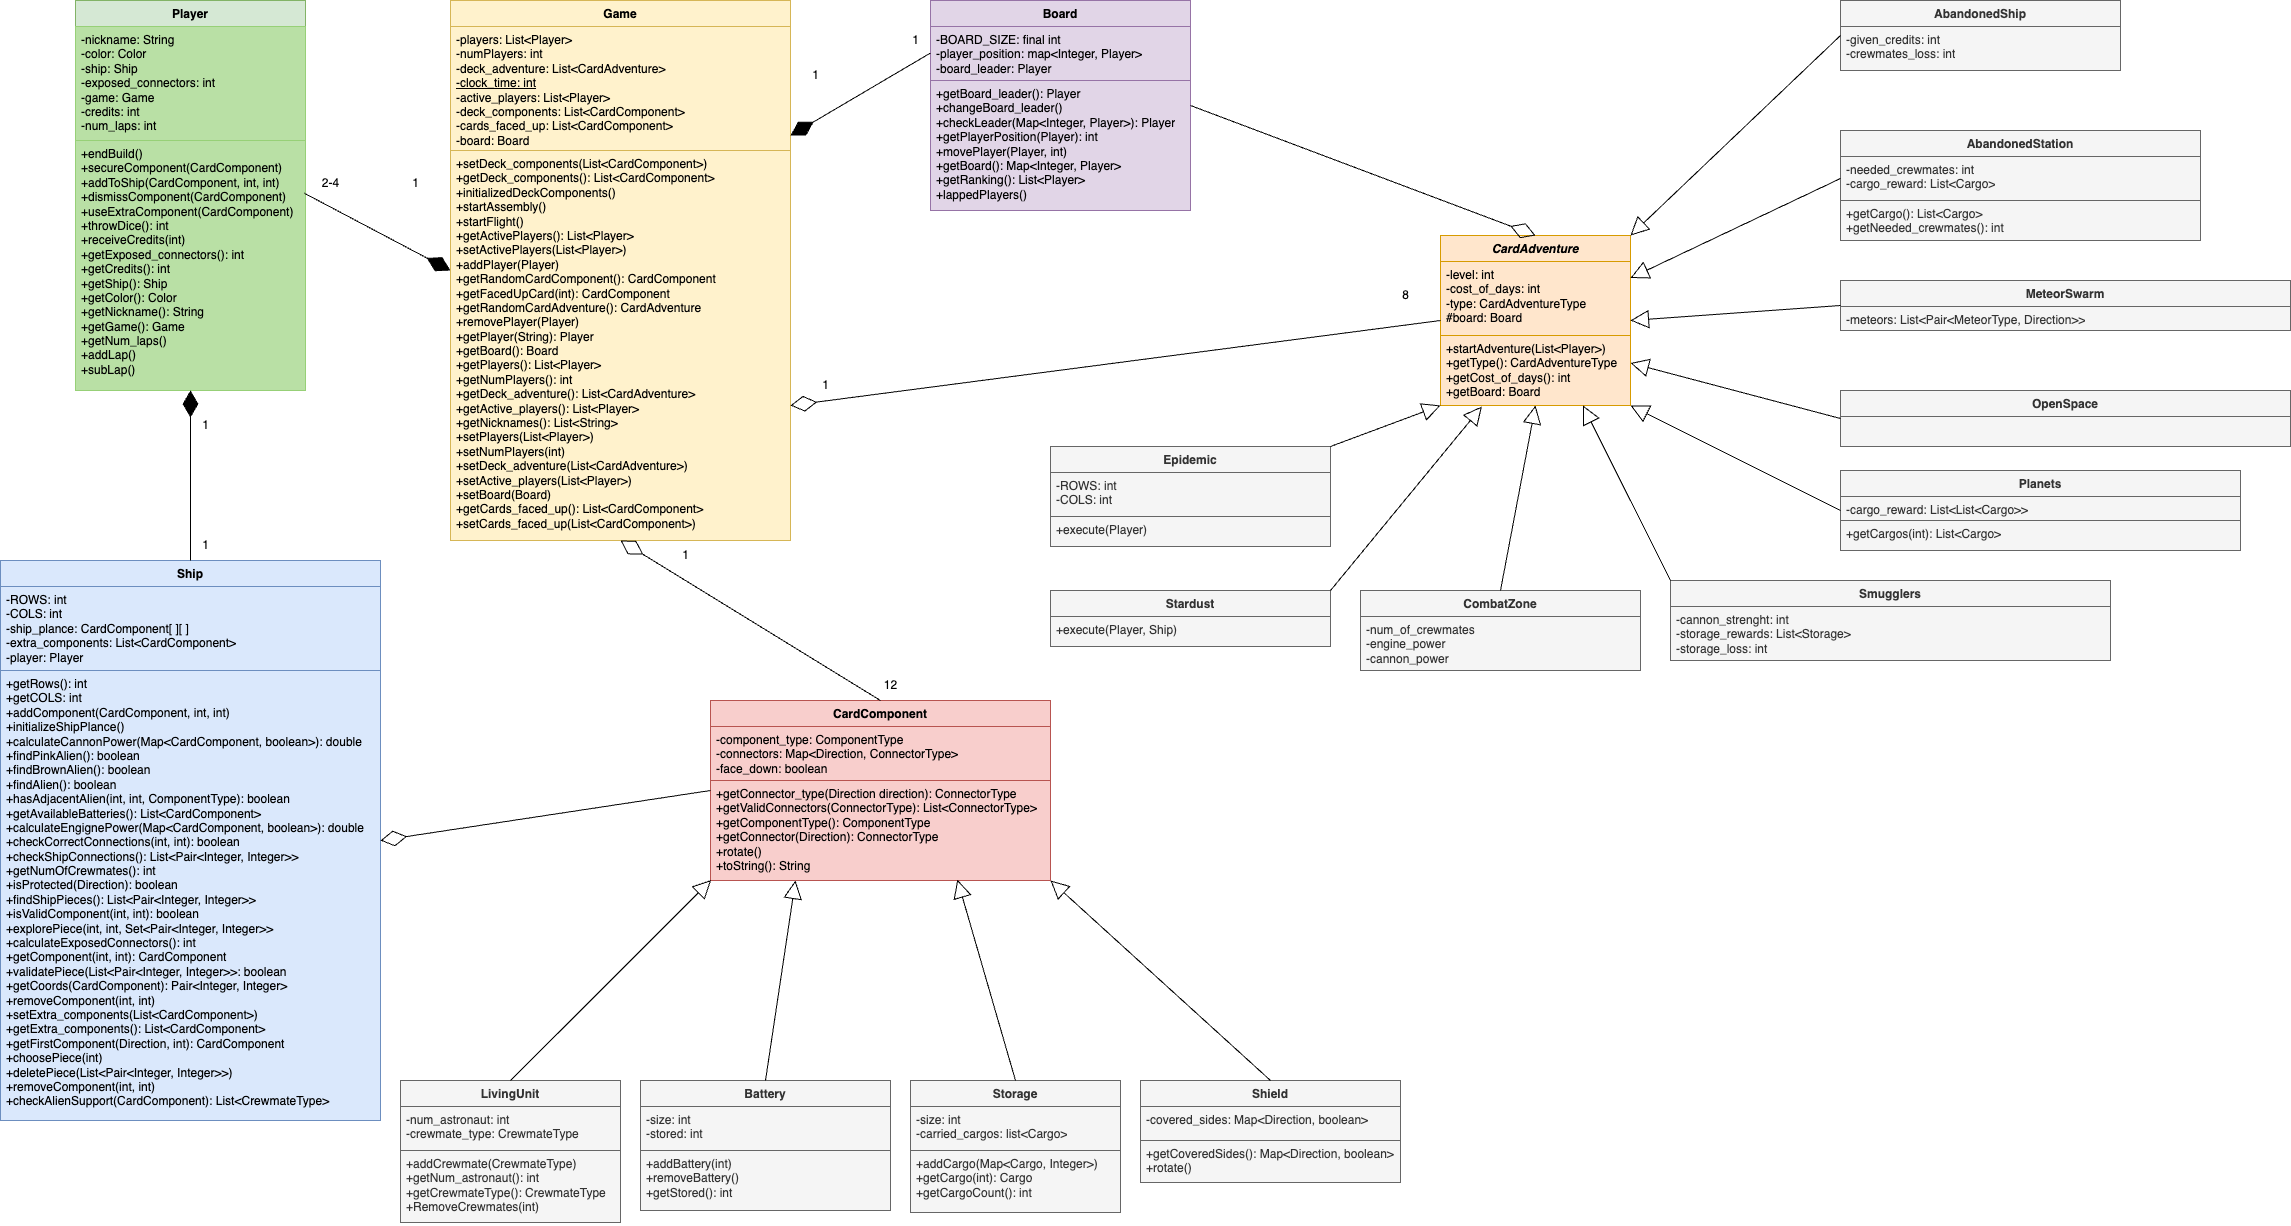 Player
-nickname: String
-color: Color
-ship: Ship
-exposed_connectors: int
-game: Game
-credits: int
-num_laps: int
+endBuild()
+secureComponent(CardComponent)
+addToShip(CardComponent, int, int)
+dismissComponent(CardComponent)
+useExtraComponent(CardComponent)
+throwDice(): int
+receiveCredits(int)
+getExposed_connectors(): int
+getCredits(): int
+getShip(): Ship
+getColor(): Color
+getNickname(): String
+getGame(): Game
+getNum_laps()
+addLap()
+subLap()
2-4
1
1
1
Game
-players: List<Player>
-numPlayers: int
-deck_adventure: List<CardAdventure>
-clock_time: int
-active_players: List<Player>
-deck_components: List<CardComponent>
-cards_faced_up: List<CardComponent>
-board: Board
+setDeck_components(List<CardComponent>)
+getDeck_components(): List<CardComponent>
+initializedDeckComponents()
+startAssembly()
+startFlight()
+getActivePlayers(): List<Player>
+setActivePlayers(List<Player>)
+addPlayer(Player)
+getRandomCardComponent(): CardComponent
+getFacedUpCard(int): CardComponent
+getRandomCardAdventure(): CardAdventure
+removePlayer(Player)
+getPlayer(String): Player
+getBoard(): Board
+getPlayers(): List<Player>
+getNumPlayers(): int
+getDeck_adventure(): List<CardAdventure>
+getActive_players(): List<Player>
+getNicknames(): List<String>
+setPlayers(List<Player>)
+setNumPlayers(int)
+setDeck_adventure(List<CardAdventure>)
+setActive_players(List<Player>)
+setBoard(Board)
+getCards_faced_up(): List<CardComponent>
+setCards_faced_up(List<CardComponent>)
1
1
1
8
1
12
Board
-BOARD_SIZE: final int
-player_position: map<Integer, Player>
-board_leader: Player
+getBoard_leader(): Player
+changeBoard_leader()
+checkLeader(Map<Integer, Player>): Player
+getPlayerPosition(Player): int
+movePlayer(Player, int)
+getBoard(): Map<Integer, Player>
+getRanking(): List<Player>
+lappedPlayers()
CardAdventure
-level: int
-cost_of_days: int
-type: CardAdventureType
#board: Board
+startAdventure(List<Player>)
+getType(): CardAdventureType
+getCost_of_days(): int
+getBoard: Board
AbandonedShip
-given_credits: int
-crewmates_loss: int
AbandonedStation
-needed_crewmates: int
-cargo_reward: List<Cargo>
+getCargo(): List<Cargo>
+getNeeded_crewmates(): int
MeteorSwarm
-meteors: List<Pair<MeteorType, Direction>>
OpenSpace
Planets
-cargo_reward: List<List<Cargo>>
+getCargos(int): List<Cargo>
Epidemic
-ROWS: int
-COLS: int
+execute(Player)
Stardust
+execute(Player, Ship)
CombatZone
-num_of_crewmates
-engine_power
-cannon_power
Smugglers
-cannon_strenght: int
-storage_rewards: List<Storage>
-storage_loss: int
Ship
-ROWS: int
-COLS: int
-ship_plance: CardComponent[ ][ ]
-extra_components: List<CardComponent>
-player: Player
+getRows(): int
+getCOLS: int
+addComponent(CardComponent, int, int)
+initializeShipPlance()
+calculateCannonPower(Map<CardComponent, boolean>): double
+findPinkAlien(): boolean
+findBrownAlien(): boolean
+findAlien(): boolean
+hasAdjacentAlien(int, int, ComponentType): boolean
+getAvailableBatteries(): List<CardComponent>
+calculateEngignePower(Map<CardComponent, boolean>): double
+checkCorrectConnections(int, int): boolean
+checkShipConnections(): List<Pair<Integer, Integer>>
+getNumOfCrewmates(): int
+isProtected(Direction): boolean
+findShipPieces(): List<Pair<Integer, Integer>>
+isValidComponent(int, int): boolean
+explorePiece(int, int, Set<Pair<Integer, Integer>>
+calculateExposedConnectors(): int
+getComponent(int, int): CardComponent
+validatePiece(List<Pair<Integer, Integer>>: boolean
+getCoords(CardComponent): Pair<Integer, Integer>
+removeComponent(int, int)
+setExtra_components(List<CardComponent>)
+getExtra_components(): List<CardComponent>
+getFirstComponent(Direction, int): CardComponent
+choosePiece(int)
+deletePiece(List<Pair<Integer, Integer>>)
+removeComponent(int, int)
+checkAlienSupport(CardComponent): List<CrewmateType>
CardComponent
-component_type: ComponentType
-connectors: Map<Direction, ConnectorType>
-face_down: boolean
+getConnector_type(Direction direction): ConnectorType
+getValidConnectors(ConnectorType): List<ConnectorType>
+getComponentType(): ComponentType
+getConnector(Direction): ConnectorType
+rotate()
+toString(): String
LivingUnit
-num_astronaut: int
-crewmate_type: CrewmateType
+addCrewmate(CrewmateType)
+getNum_astronaut(): int
+getCrewmateType(): CrewmateType
+RemoveCrewmates(int)
Battery
-size: int
-stored: int
+addBattery(int)
+removeBattery()
+getStored(): int
Storage
-size: int
-carried_cargos: list<Cargo>
+addCargo(Map<Cargo, Integer>)
+getCargo(int): Cargo
+getCargoCount(): int
Shield
-covered_sides: Map<Direction, boolean>
+getCoveredSides(): Map<Direction, boolean>
+rotate()